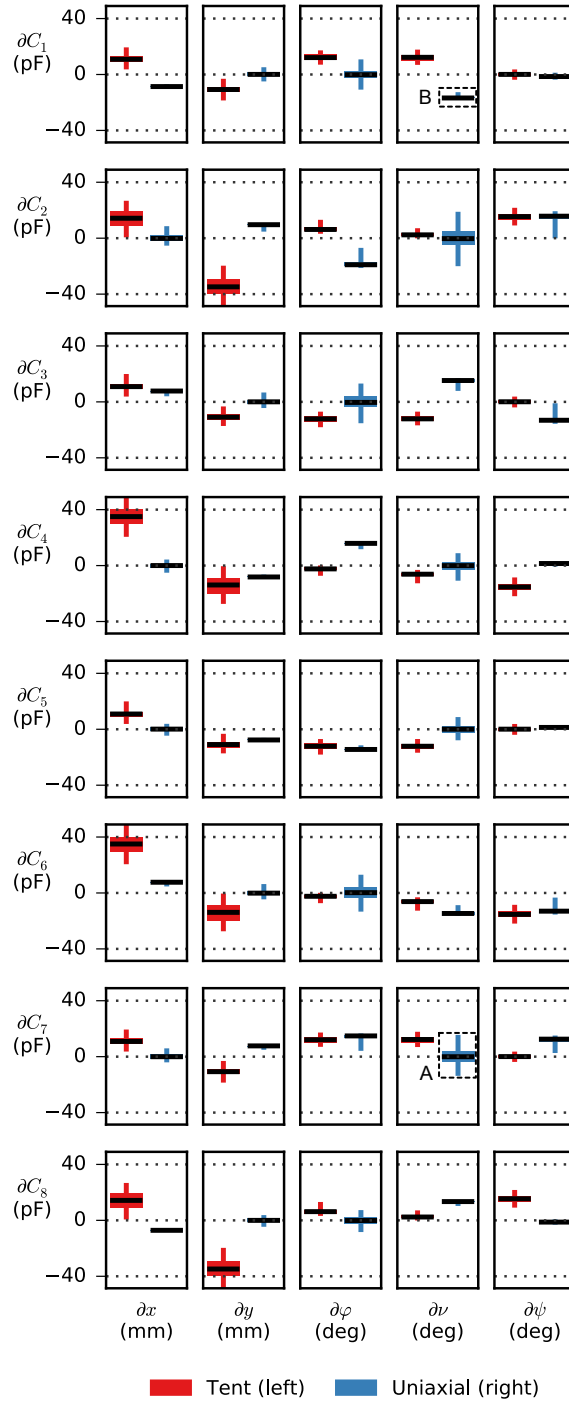 ∂C₁
(pF)
40
0
−40
B
∂C₂
(pF)
40
0
−40
∂C₃
(pF)
40
0
−40
∂C₄
(pF)
40
0
−40
∂C₅
(pF)
40
0
−40
∂C₆
(pF)
40
0
−40
∂C₇
(pF)
40
0
−40
A
∂C₈
(pF)
40
0
−40
∂x ∂y ∂φ ∂ν ∂ψ
(mm) (mm) (deg) (deg) (deg)
Tent (left) Uniaxial (right)